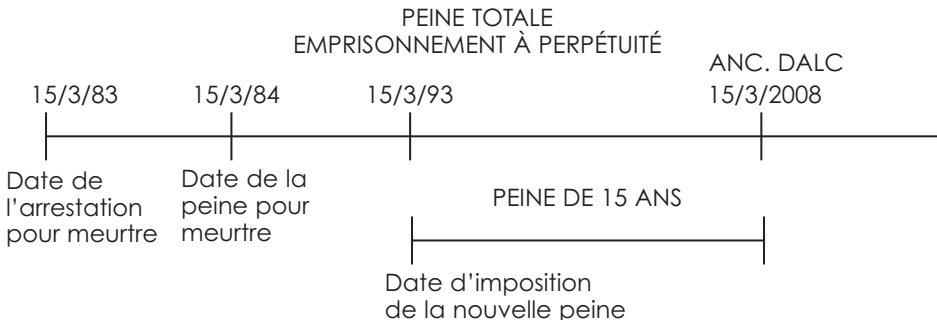 PEINE TOTALE
EMPRISONNEMENT À PERPÉTUITÉ
ANC. DALC
15/3/83 15/3/84 15/3/93 15/3/2008
Date de
l'arrestation
pour meurtre
Date de la
peine pour
meurtre
PEINE DE 15 ANS
Date d'imposition
de la nouvelle peine